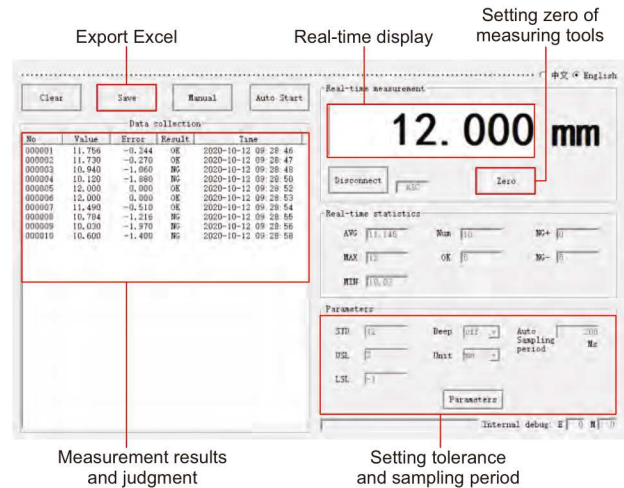 Setting zero of
measuring tools
Export Excel
Real-time display
中文 English
Clear
Save
Manual
Auto Start
Real-time measurement
12.000 mm
Data collection
No Value Error Result Time
000001 11.756 -0.244 OK 2020-10-12 09 28 46
000002 11.730 -0.270 OK 2020-10-12 09 28 47
000003 10.940 -1.060 NG 2020-10-12 09 28 48
000004 10.120 -1.880 NG 2020-10-12 09 28 50
000005 12.000 0.000 OK 2020-10-12 09 28 52
000006 12.000 0.000 OK 2020-10-12 09 28 53
000007 11.490 -0.510 OK 2020-10-12 09 28 54
000008 10.784 -1.216 NG 2020-10-12 09 28 55
000009 10.030 -1.970 NG 2020-10-12 09 28 56
000010 10.600 -1.400 NG 2020-10-12 09 28 58
Disconnect
Zero
Real-time statistics
AVG 11.145 Num 10 NG+ 0
MAX 12 OK 5 NG- 5
MIN 10.03
Parameters
STD 12 Beep off Auto Sampling period 200 Ms
USL Unit mm
LSL -1
Parameters
Internal debug: E 0 N 0
Measurement results
and judgment
Setting tolerance
and sampling period